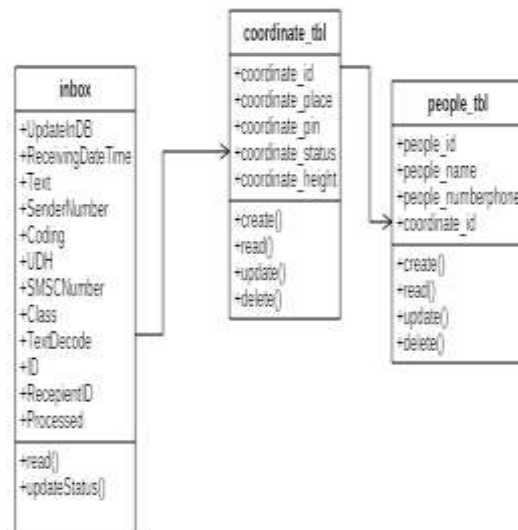 inbox
+UpdateInDB
+ReceivingDateTime
+Text
+SenderNumber
+Coding
+UDH
+SMSCNumber
+Class
+TextDecode
+ID
+RecepientID
+Processed
+read()
+updateStatus()
coordinate_tbl
+coordinate_id
+coordinate_place
+coordinate_pin
+coordinate_status
+coordinate_height
+create()
+read()
+update()
+delete()
people_tbl
+people_id
+people_name
+people_numberphone
+coordinate_id
+create()
+read()
+update()
+delete()